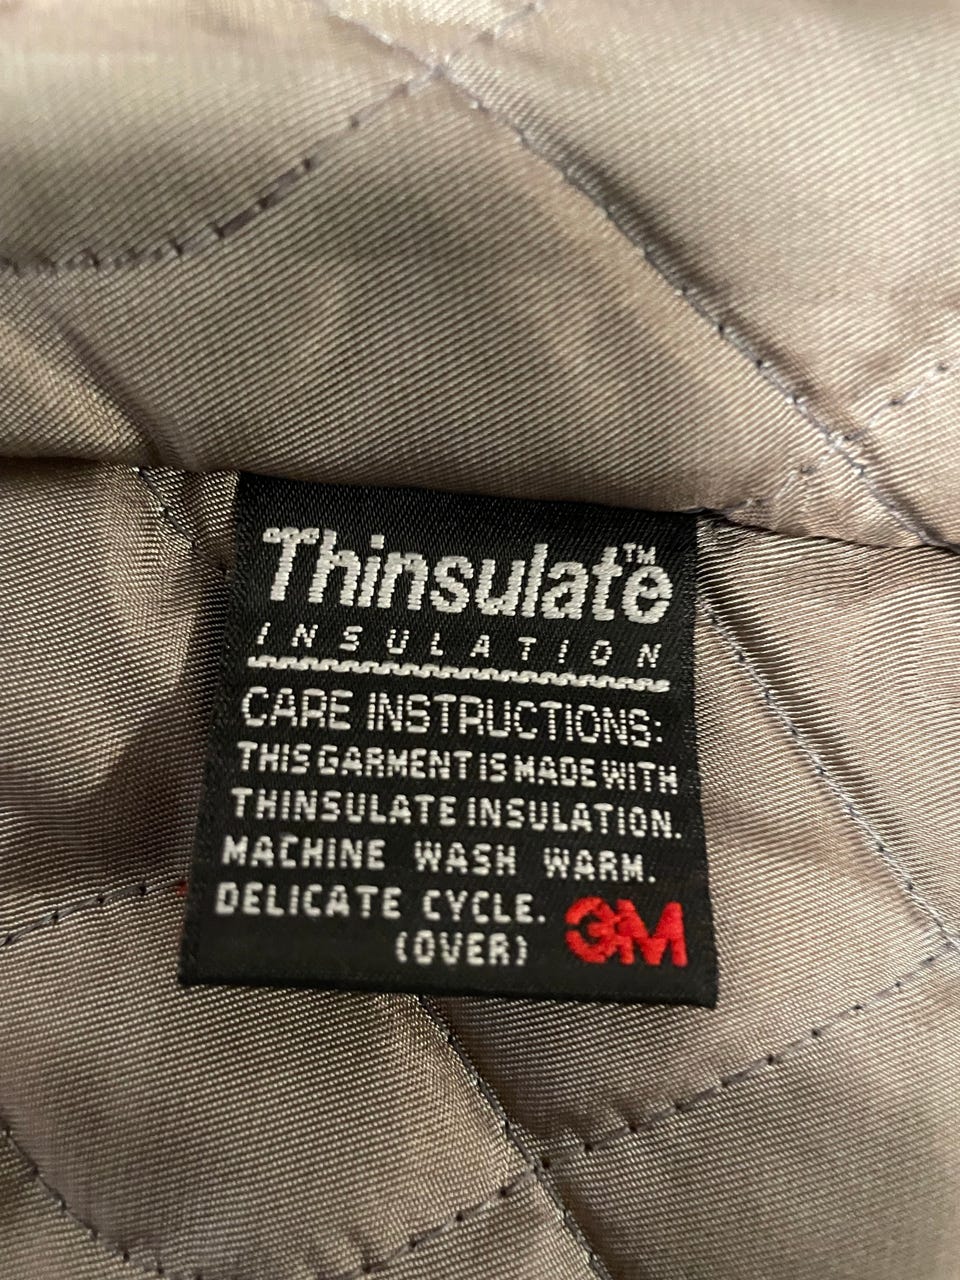 Thinsulate™
INSULATION
CARE INSTRUCTIONS:
THIS GARMENT IS MADE WITH
THINSULATE INSULATION.
MACHINE WASH WARM.
DELICATE CYCLE. 3M
(OVER)